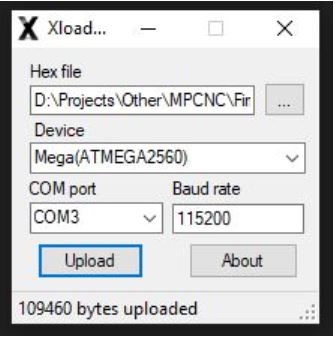 Xload...
Hex file
D:\Projects\Other\MPCNC\Fir
...
Device
Mega(ATMEGA2560)
COM port Baud rate
COM3 115200
Upload About
109460 bytes uploaded